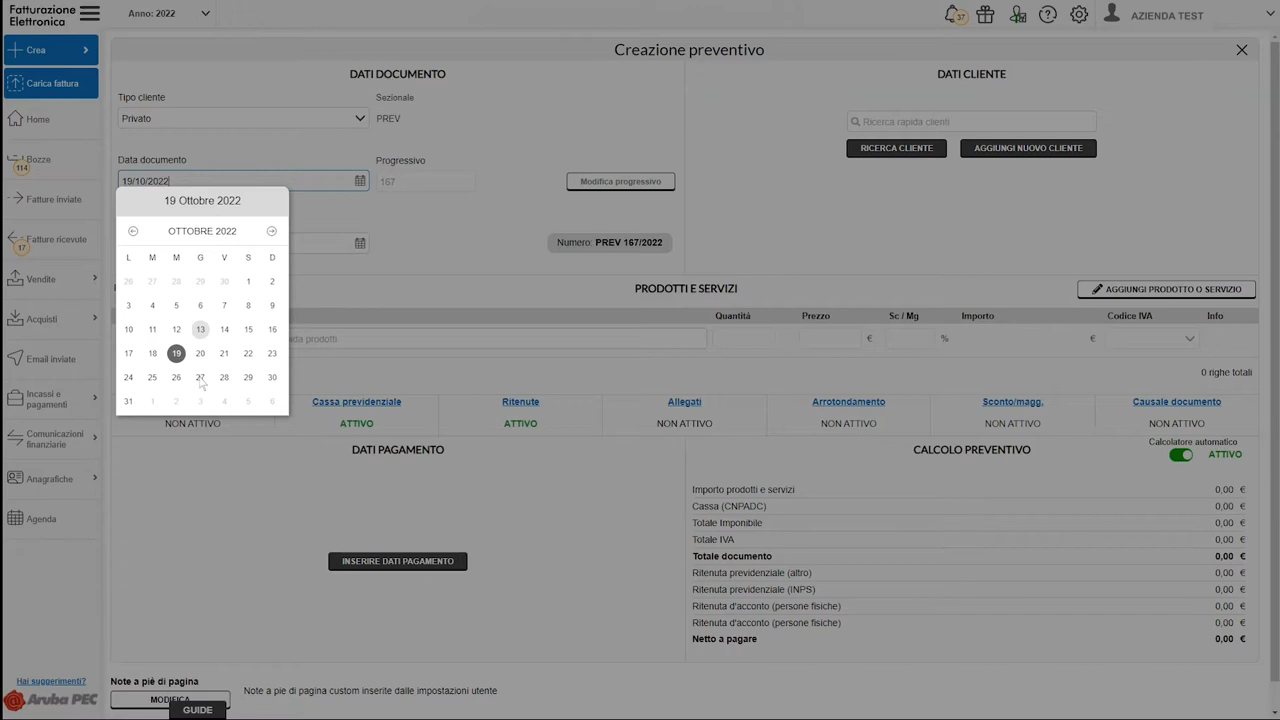 Fatturazione
Elettronica
Anno: 2022
37
AZIENDA TEST
Crea
Carica fattura
Home
Bozze
114
Fatture inviate
Fatture ricevute
17
Vendite
Acquisti
Email inviate
Incassi e
pagamenti
Comunicazioni
finanziarie
Anagrafiche
Agenda
Hai suggerimenti?
Aruba PEC
Creazione preventivo
DATI DOCUMENTO
Tipo cliente
Sezionale
Privato
PREV
Data documento
Progressivo
19/10/2022
167
Modifica progressivo
19 Ottobre 2022
OTTOBRE 2022
L M M G V S D
26 27 28 29 30 1 2
3 4 5 6 7 8 9
10 11 12 13 14 15 16
17 18 19 20 21 22 23
24 25 26 27 28 29 30
31 1 2 3 4 5 6
Numero: PREV 167/2022
DATI CLIENTE
Ricerca rapida clienti
RICERCA CLIENTE
AGGIUNGI NUOVO CLIENTE
PRODOTTI E SERVIZI
AGGIUNGI PRODOTTO O SERVIZIO
Quantità Prezzo Sc / Mg Importo Codice IVA Info
prodotti € % €
0 righe totali
Cassa previdenziale Ritenute Allegati Arrotondamento Sconto/magg. Causale documento
NON ATTIVO ATTIVO ATTIVO NON ATTIVO NON ATTIVO NON ATTIVO NON ATTIVO
DATI PAGAMENTO
INSERIRE DATI PAGAMENTO
CALCOLO PREVENTIVO
Calcolatore automatico
ATTIVO
Importo prodotti e servizi 0,00 €
Cassa (CNPADC) 0,00 €
Totale Imponibile 0,00 €
Totale IVA 0,00 €
Totale documento 0,00 €
Ritenuta previdenziale (altro) 0,00 €
Ritenuta previdenziale (INPS) 0,00 €
Ritenuta d'acconto (persone fisiche) 0,00 €
Ritenuta d'acconto (persone fisiche) 0,00 €
Netto a pagare 0,00 €
Note a piè di pagina
MODIFICA
Note a pie di pagina custom inserite dalle impostazioni utente
GUIDE